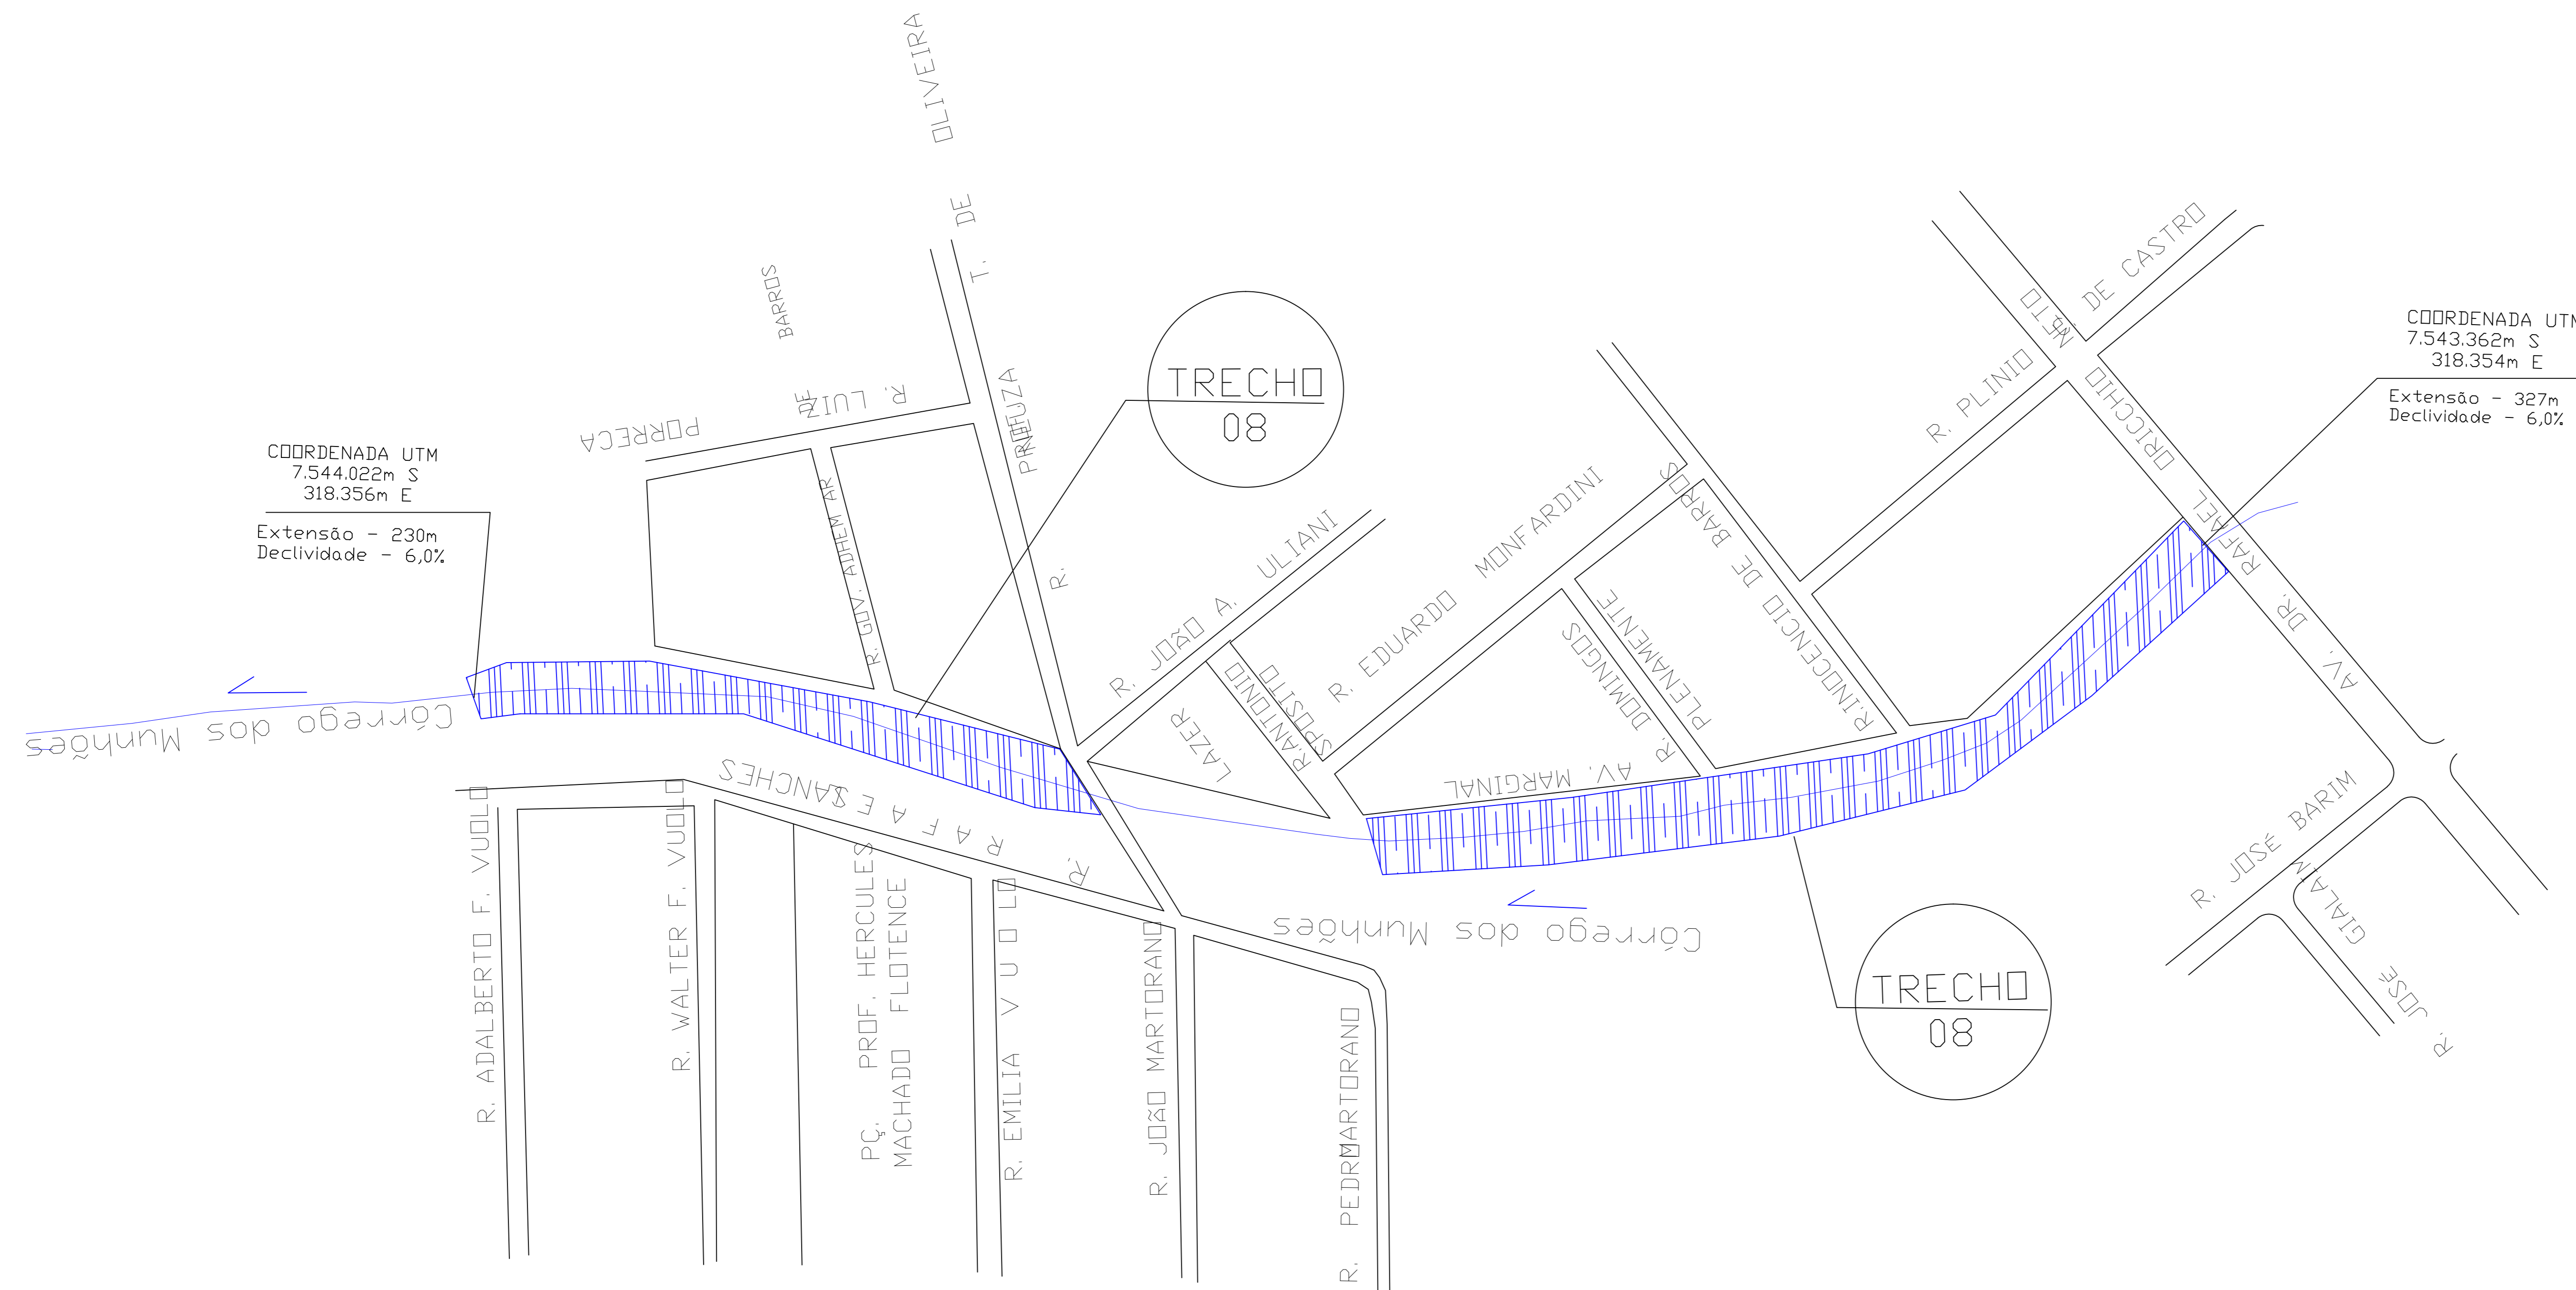 T. DE OLIVEIRA
R.
BARROS
R. LUIZ
DE
PORRECA
TRECHO
08
COORDENADA UTM
7.544.022m S
318.356m E
Extensão - 230m
Declividade - 6,0%
R. GOV. ADHEMAR
R. JOÃO A. ULIANI
LAZER
R.ANTONIO
SPOSITO
R. EDUARDO MONFARDINI
R. DOMINGOS
PLENAMENTE
R.INOCENCIO DE BARROS
AV. MARGINAL
R. PLINIO
M. DE CASTRO
AV. DR. RAFAEL ORICCHIO NETO
COORDENADA UTM
7.543.362m S
318.354m E
Extensão - 327m
Declividade - 6,0%
Córrego dos Munhões
R. RAFAEL SANCHES
Córrego dos Munhões
R. ADALBERTO F. VUOLO
R. WALTER F. VUOLO
PÇ. PROF. HERCULES
MACHADO FLOTENCE
R. EMILIA VUOLO
R. JOÃO MARTORANO
R. PEDRO MARTORANO
TRECHO
08
R. JOSÉ BARIM
R. JOSÉ GIALAIM